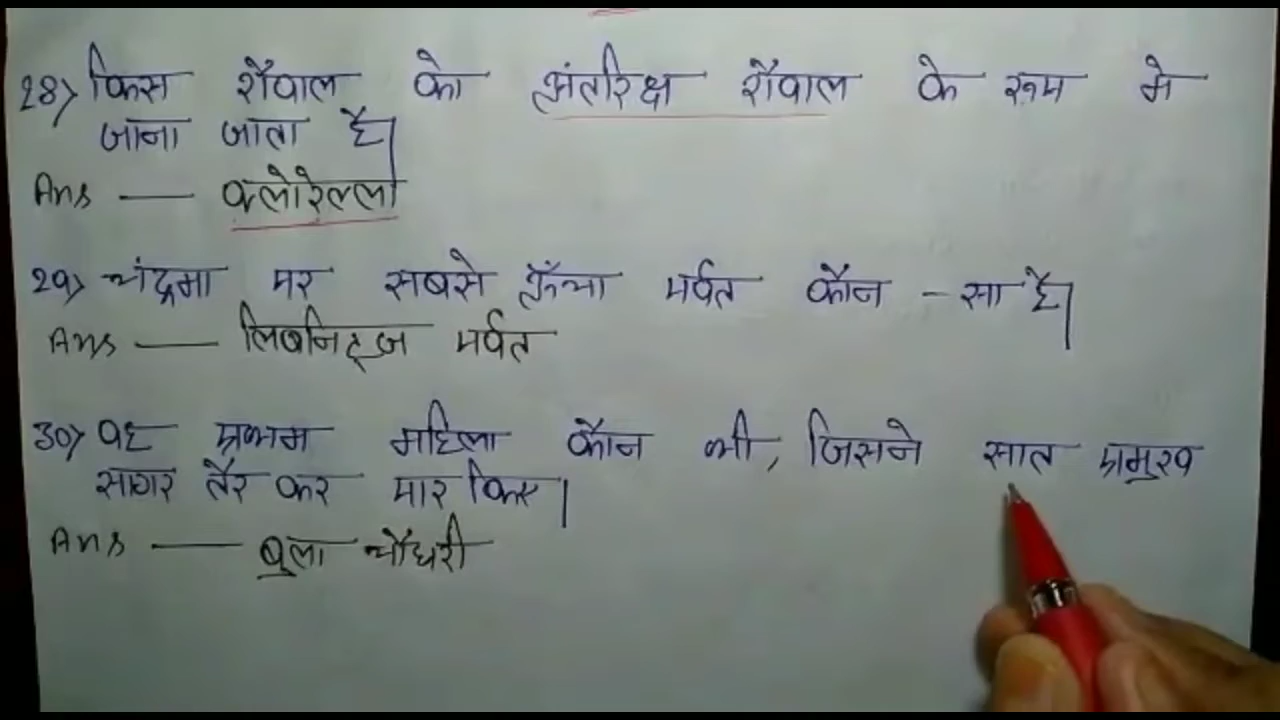 28> किस शैवाल को अंतरिक्ष शैवाल के रूप मे
जाना जाता है।
Ans — क्लोरेल्ला
29> चंद्रमा पर सबसे ऊँचा पर्वत कौन - सा है।
Ans — लिबनिट्ज पर्वत
30> वह प्रथम महिला कौन थी, जिसने सात प्रमुख
सागर तैर कर पार किए।
Ans — बुला चौधरी